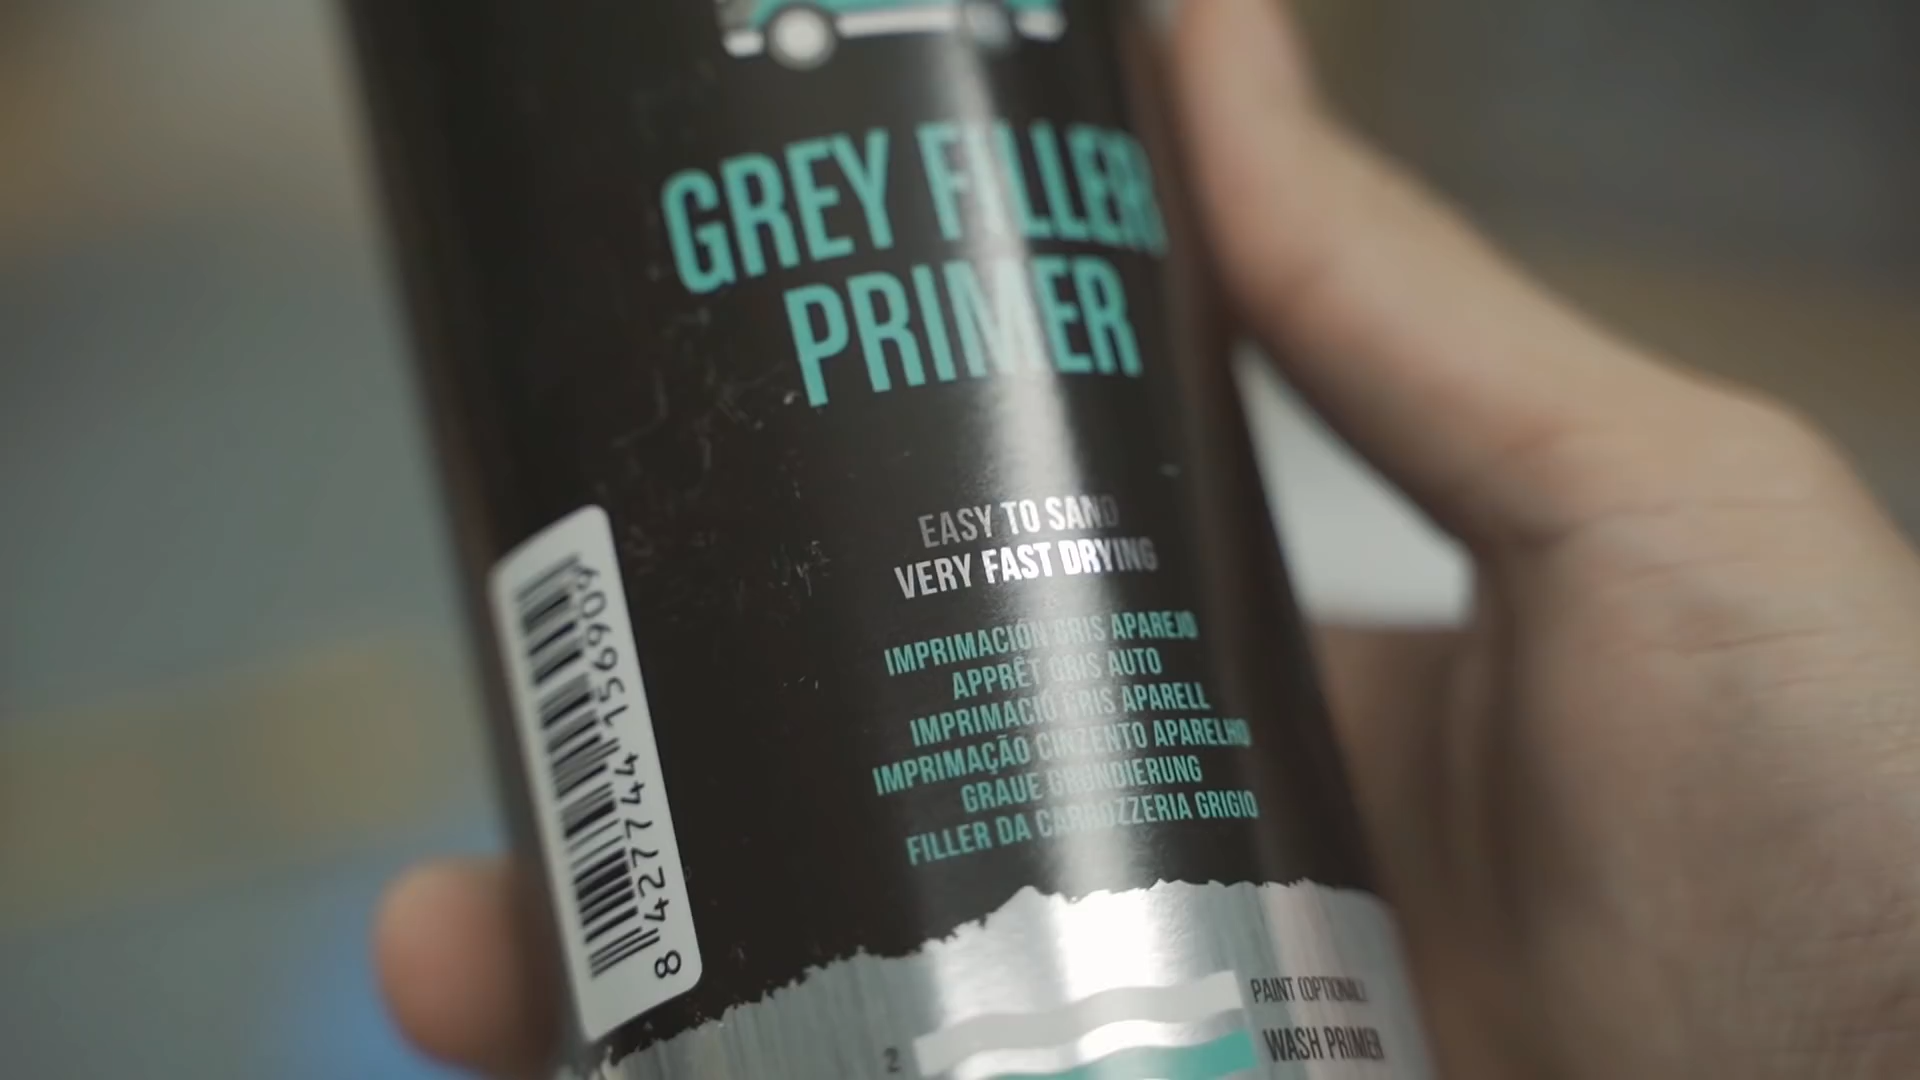 GREY FILLER
PRIMER
EASY TO SAND
VERY FAST DRYING
IMPRIMACIÓN GRIS APAREJO
APPRÊT GRIS AUTO
IMPRIMACIÓ GRIS APARELL
IMPRIMAÇÃO CINZENTO APARELHO
GRAUE GRUNDIERUNG
FILLER DA CARROZZERIA GRIGIO
8 427744 156909
PAINT (OPTIONAL)
2
WASH PRIMER